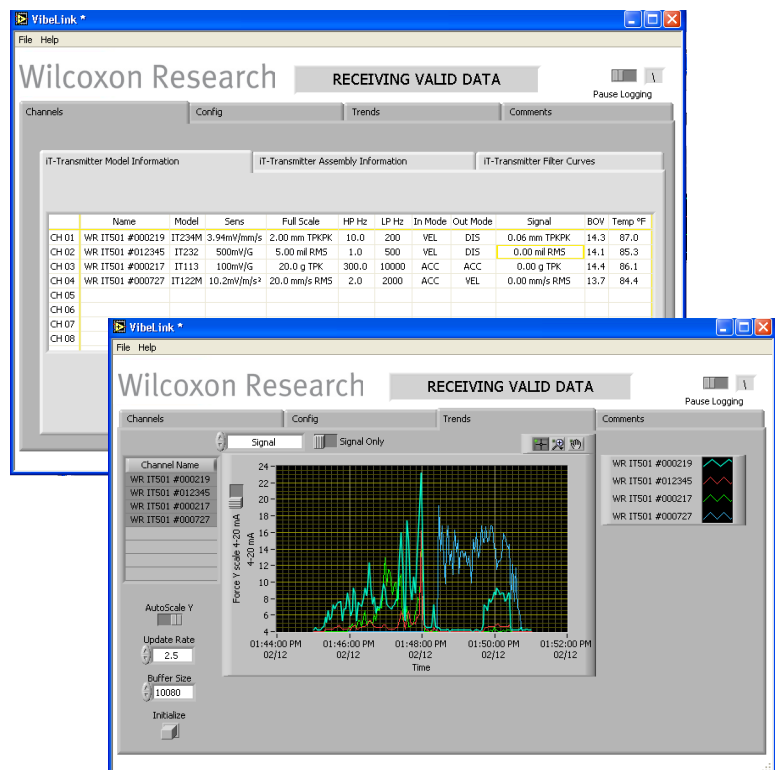 VibeLink *
File Help
Wilcoxon Research
RECEIVING VALID DATA
\
Pause Logging
Channels Config Trends Comments
iT-Transmitter Model Information iT-Transmitter Assembly Information iT-Transmitter Filter Curves
Name Model Sens Full Scale HP Hz LP Hz In Mode Out Mode Signal BOV Temp °F
CH 01 WR IT501 #000219 IT234M 3.94mV/mm/s 2.00 mm TPKPK 10.0 200 VEL DIS 0.06 mm TPKPK 14.3 87.0
CH 02 WR IT501 #012345 IT232 500mV/G 5.00 mil RMS 1.0 500 VEL DIS 0.00 mil RMS 14.1 85.3
CH 03 WR IT501 #000217 IT113 100mV/G 20.0 g TPK 300.0 10000 ACC ACC 0.00 g TPK 14.4 86.1
CH 04 WR IT501 #000727 IT122M 10.2mV/m/s² 20.0 mm/s RMS 2.0 2000 ACC VEL 0.00 mm/s RMS 13.7 84.4
CH 05
CH 06
CH 07
CH 08
VibeLink *
File Help
Wilcoxon Research
RECEIVING VALID DATA
\
Pause Logging
Channels Config Trends Comments
Signal Signal Only
Channel Name
WR IT501 #000219
WR IT501 #012345
WR IT501 #000217
WR IT501 #000727
AutoScale Y
Update Rate
2.5
Buffer Size
10080
Initialize
Force Y scale 4-20 mA
4-20 mA
24
22
20
18
16
14
12
10
8
6
4
01:44:00 PM 01:46:00 PM 01:48:00 PM 01:50:00 PM 01:52:00 PM
02/12 02/12 02/12 02/12 02/12
Time
WR IT501 #000219
WR IT501 #012345
WR IT501 #000217
WR IT501 #000727